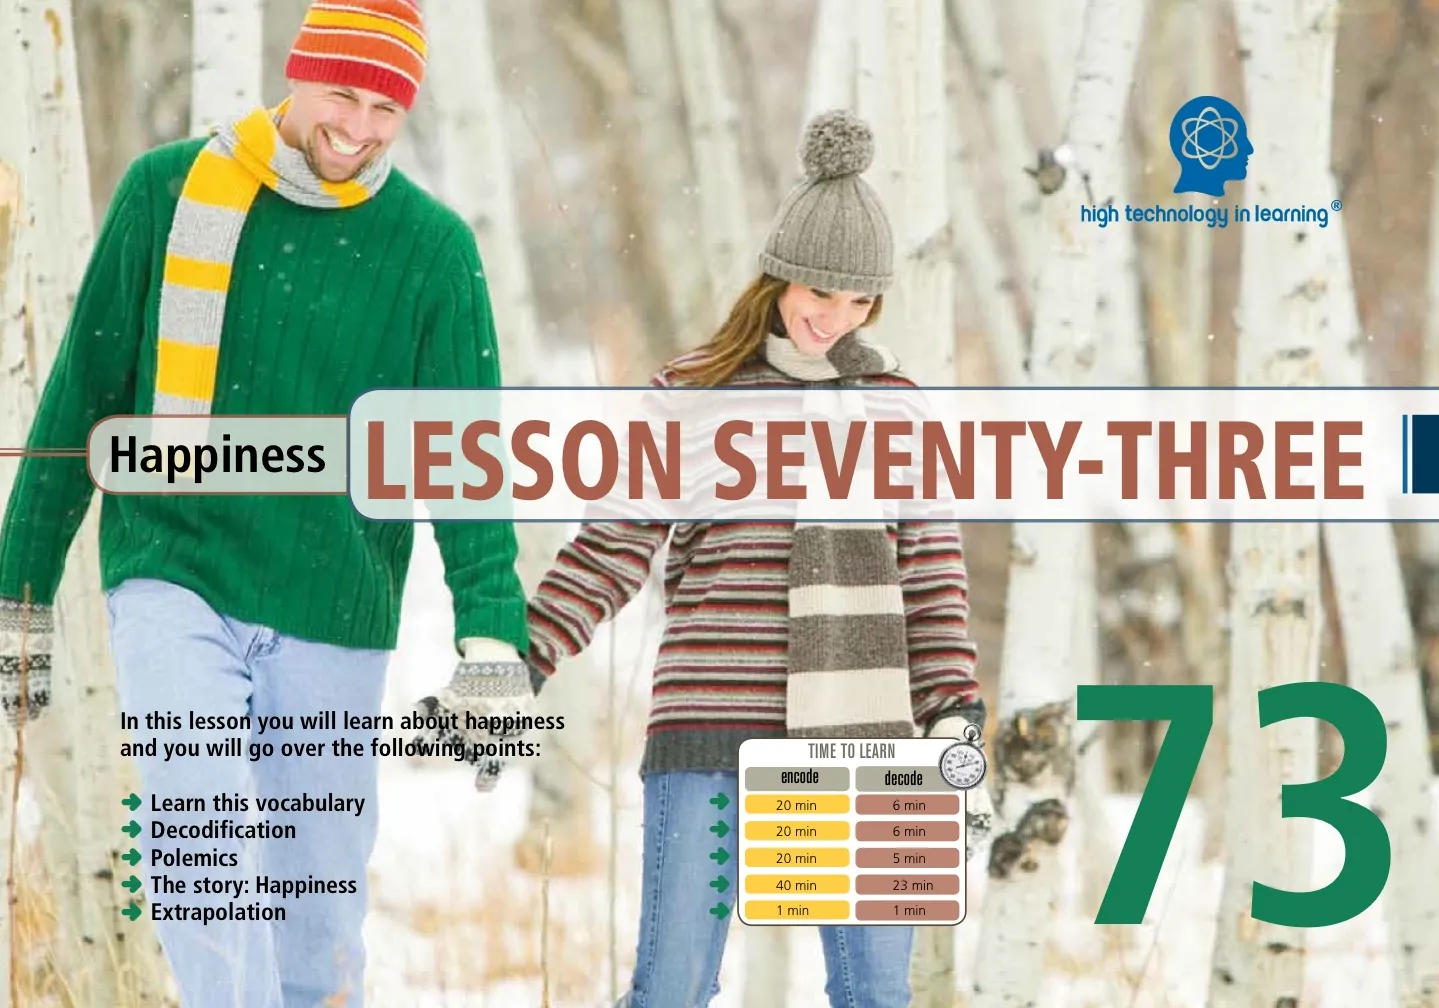 high technology in learning®
Happiness
LESSON SEVENTY-THREE
In this lesson you will learn about happiness
and you will go over the following points:
Learn this vocabulary
Decodification
Polemics
The story: Happiness
Extrapolation
TIME TO LEARN
encode decode
20 min 6 min
20 min 6 min
20 min 5 min
40 min 23 min
1 min 1 min
73